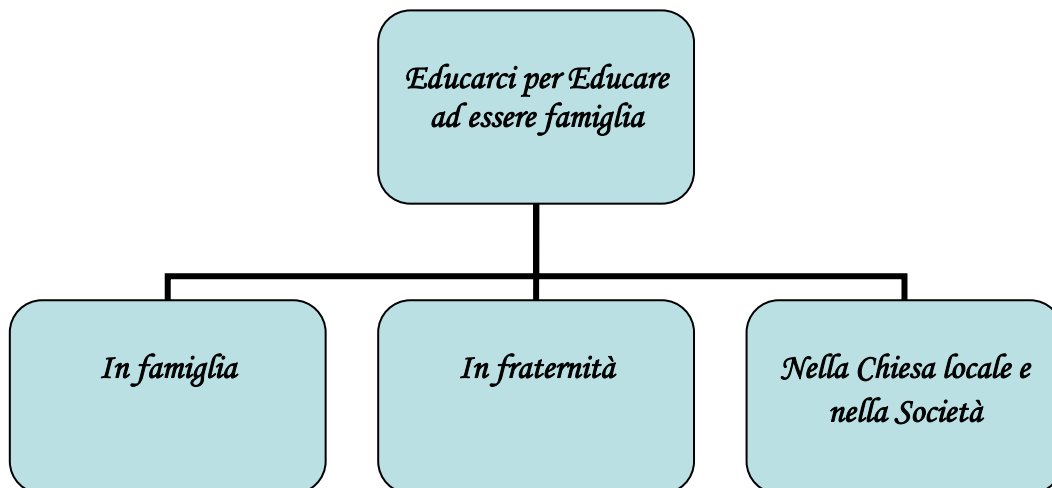 Educarci per Educare
ad essere famiglia
In famiglia
In fraternità
Nella Chiesa locale e
nella Società